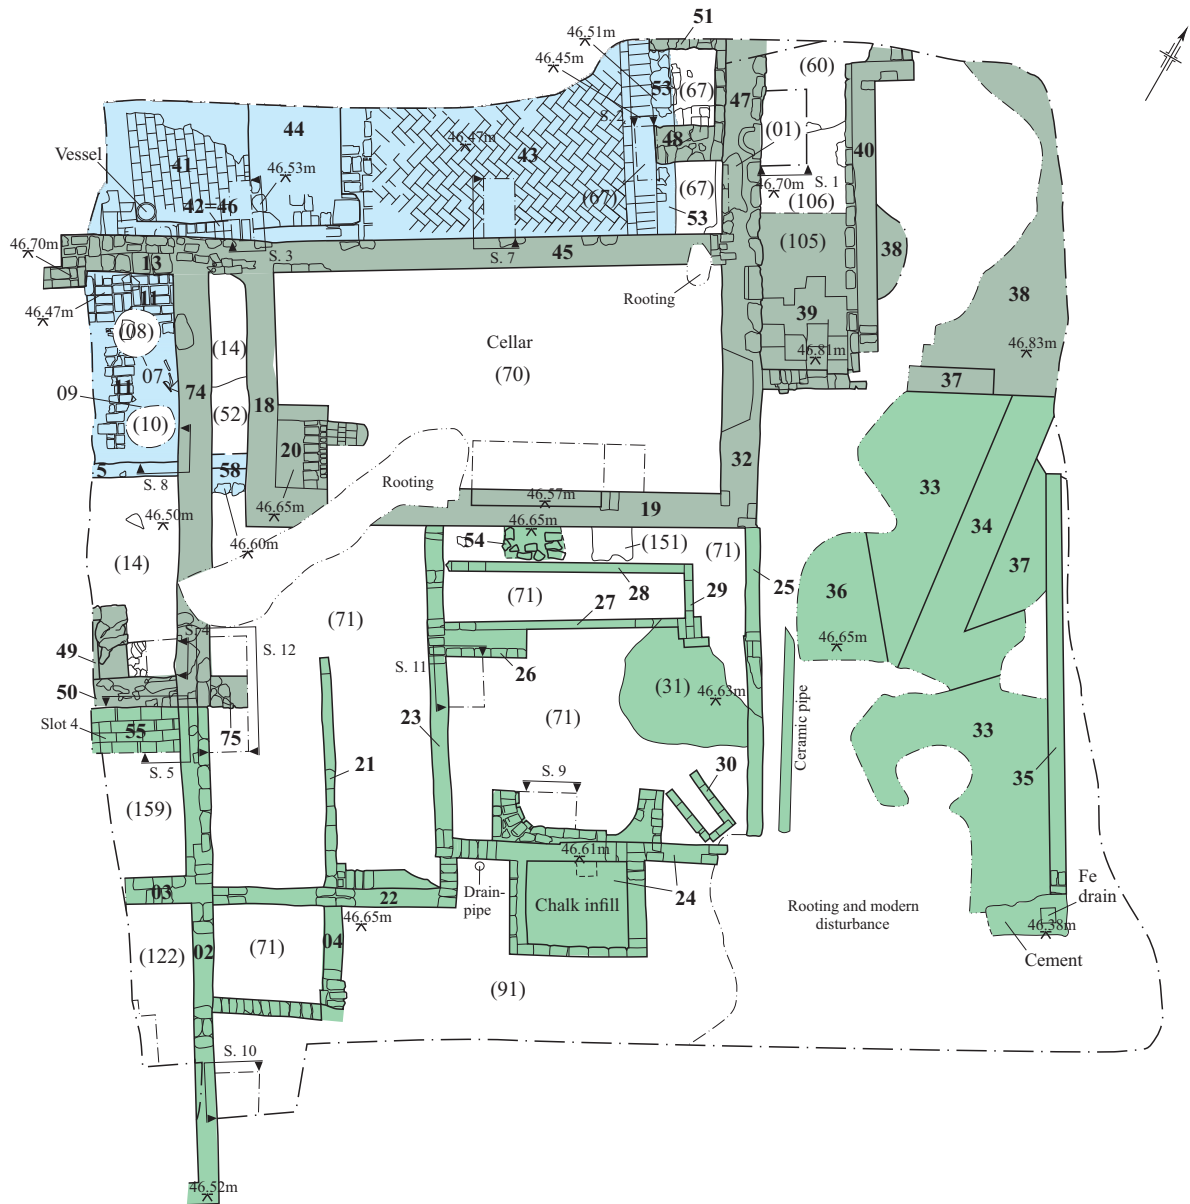 51
46.51m
46.45m
(60)
53
(67)
47
44
S. 2
(01)
Vessel
41
46.47m
43
48
40
46.53m
(67)
46.70m
S. 1
42=46
(67)
53
(106)
46.70m
13
S. 3
S. 7
45
(105)
38
11
Rooting
38
46.47m
(08)
39
(14)
Cellar
46.81m
46.83m
07
(70)
11
74
37
09
(10)
(52)
18
20
32
33
5
58
Rooting
S. 8
46.57m
34
46.50m
46.65m
19
46.65m
46.60m
54
(151)
(71)
(14)
28
29
25
37
(71)
36
27
(71)
S. 4
S. 12
46.65m
49
S. 11
26
50
(31)
46.63m
Slot 4
55
75
(71)
Ceramic pipe
23
33
S. 5
21
S. 9
30
35
(159)
46.61m
Drain-
pipe
24
Fe
drain
03
22
Chalk infill
Rooting and modern
disturbance
46.65m
46.38m
(122)
02
(71)
04
Cement
(91)
S. 10
46.52m